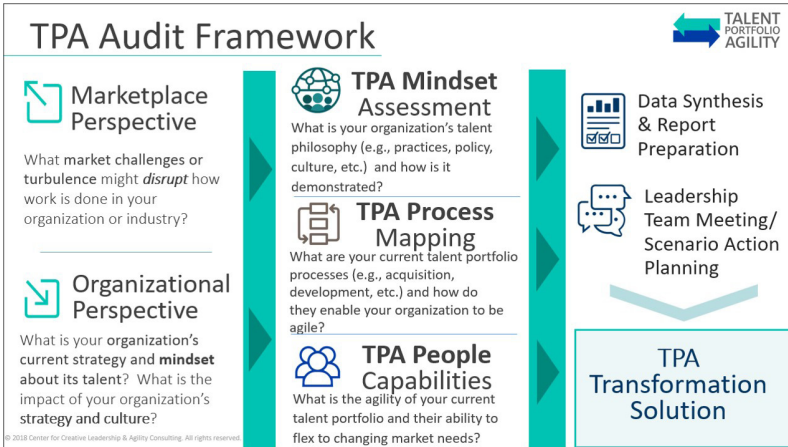 TPA Audit Framework
TALENT
PORTFOLIO
AGILITY
Marketplace
Perspective
What market challenges or
turbulence might disrupt how
work is done in your
organization or industry?
Organizational
Perspective
What is your organization's
current strategy and mindset
about its talent? What is the
impact of your organization's
strategy and culture?
© 2018 Center for Creative Leadership & Agility Consulting. All rights reserved.
TPA Mindset
Assessment
What is your organization's talent
philosophy (e.g., practices, policy,
culture, etc.) and how is it
demonstrated?
TPA Process
Mapping
What are your current talent portfolio
processes (e.g., acquisition,
development, etc.) and how do
they enable your organization to be
agile?
TPA People
Capabilities
What is the agility of your current
talent portfolio and their ability to
flex to changing market needs?
Data Synthesis
& Report
Preparation
Leadership
Team Meeting/
Scenario Action
Planning
TPA
Transformation
Solution